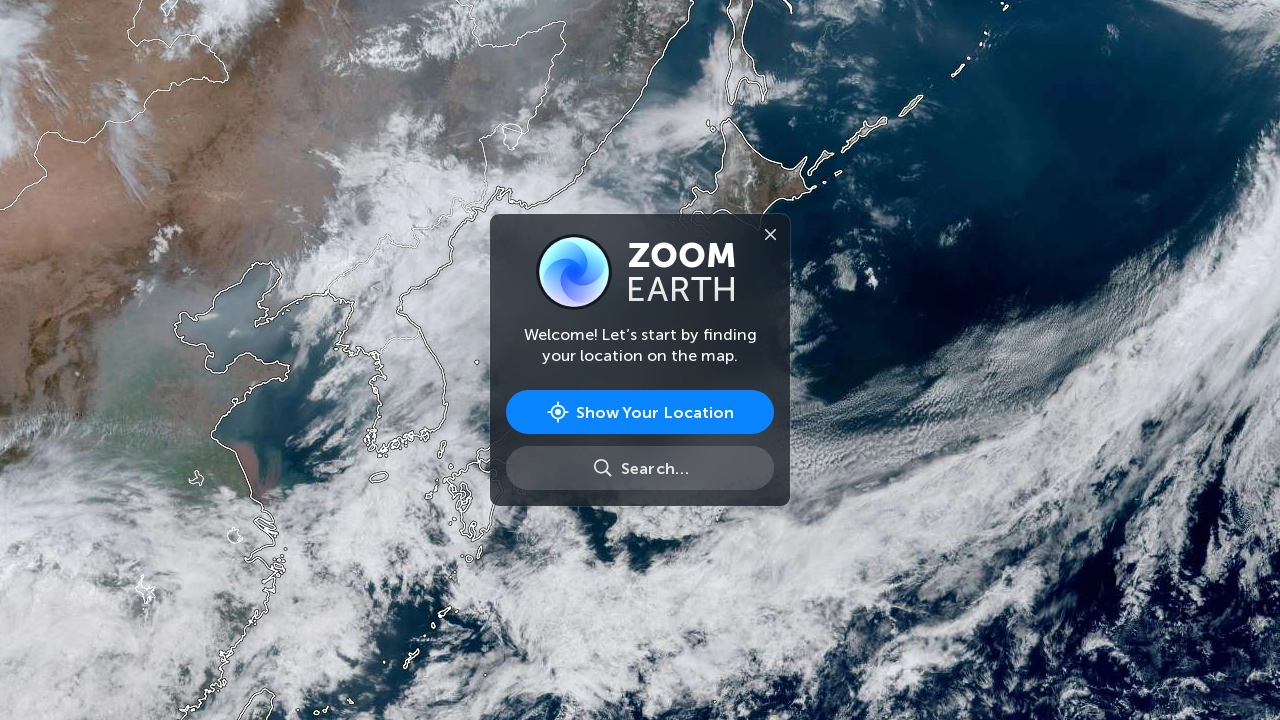 ZOOM
EARTH
Welcome! Let’s start by finding
your location on the map.
Show Your Location
Search...